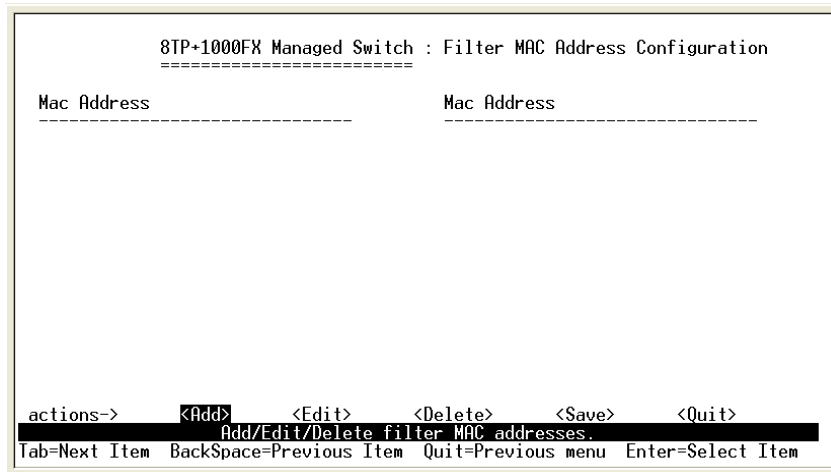 8TP+1000FX Managed Switch : Filter MAC Address Configuration
=========================
Mac Address Mac Address
------------------------------- -------------------------------
actions-> <Add> <Edit> <Delete> <Save> <Quit>
Add/Edit/Delete filter MAC addresses.
Tab=Next Item BackSpace=Previous Item Quit=Previous menu Enter=Select Item